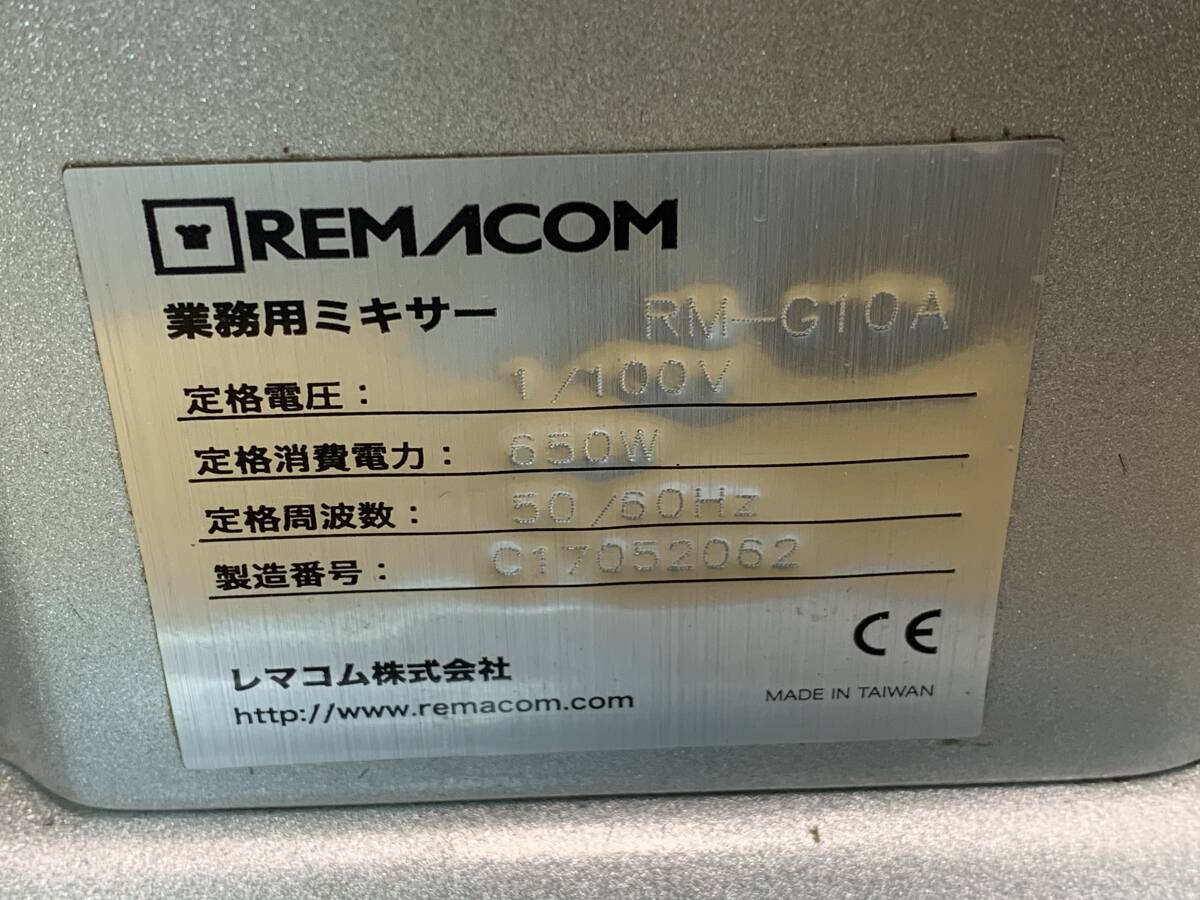 REMACOM
業務用ミキサー RM-G10A
定格電圧： 1/100V
定格消費電力： 650W
定格周波数： 50/60Hz
製造番号： C17052062
CE
レマコム株式会社
http://www.remacom.com
MADE IN TAIWAN